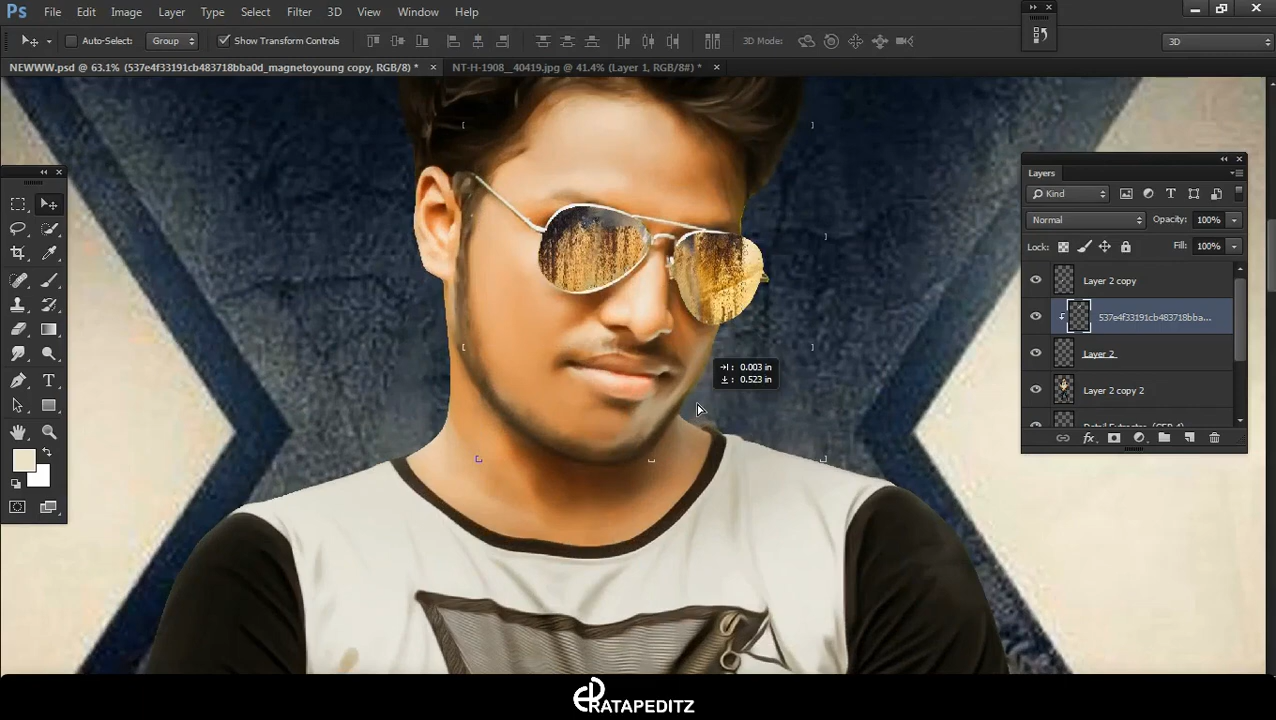 Ps File Edit Image Layer Type Select Filter 3D View Window Help
Auto-Select: Group Show Transform Controls 3D Mode: 3D
NEWWW.psd @ 63.1% (537e4f33191cb483718bba0d_magnetoyoung copy, RGB/8) * × NT-H-1908__40419.jpg @ 41.4% (Layer 1, RGB/8#) * ×
Layers
Kind
Normal Opacity: 100%
Lock: Fill: 100%
Layer 2 copy
537e4f33191cb483718bba...
Layer 2
Layer 2 copy 2
: 0.003 in
: 0.523 in
fx
RATAPEDITZ